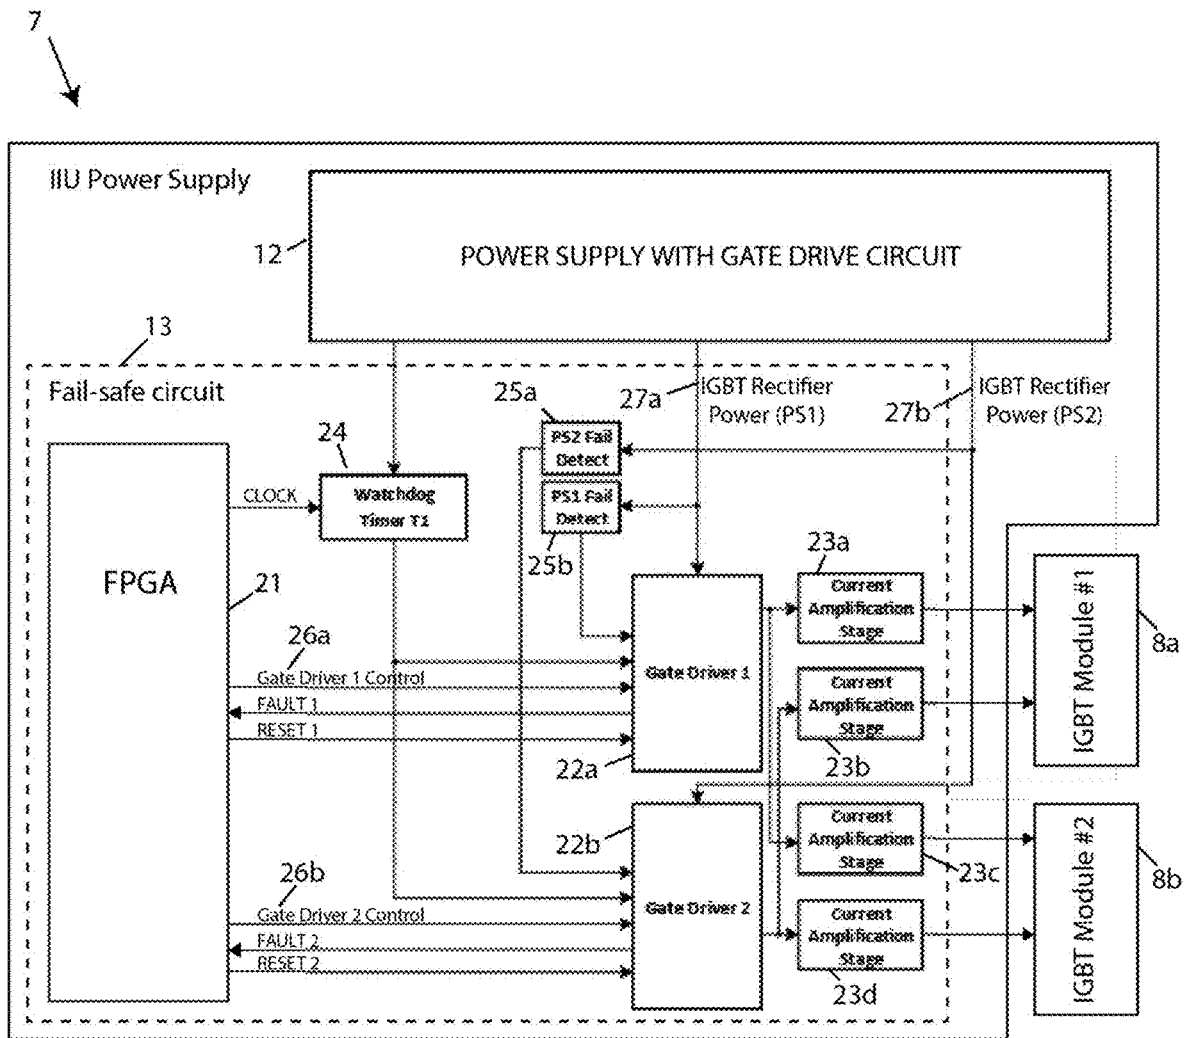 7
IIU Power Supply
12
POWER SUPPLY WITH GATE DRIVE CIRCUIT
13
Fail-safe circuit
25a
27a
IGBT Rectifier
Power (PS1)
27b
IGBT Rectifier
Power (PS2)
24
PS2 Fail
Detect
CLOCK
Watchdog
Timer T1
PS1 Fail
Detect
25b
23a
FPGA
21
Current
Amplification
Stage
IGBT Module #1
8a
26a
Gate Driver 1 Control
FAULT 1
RESET 1
Gate Driver 1
22a
Current
Amplification
Stage
23b
22b
Current
Amplification
Stage
23c
IGBT Module #2
8b
26b
Gate Driver 2 Control
FAULT 2
RESET 2
Gate Driver 2
Current
Amplification
Stage
23d